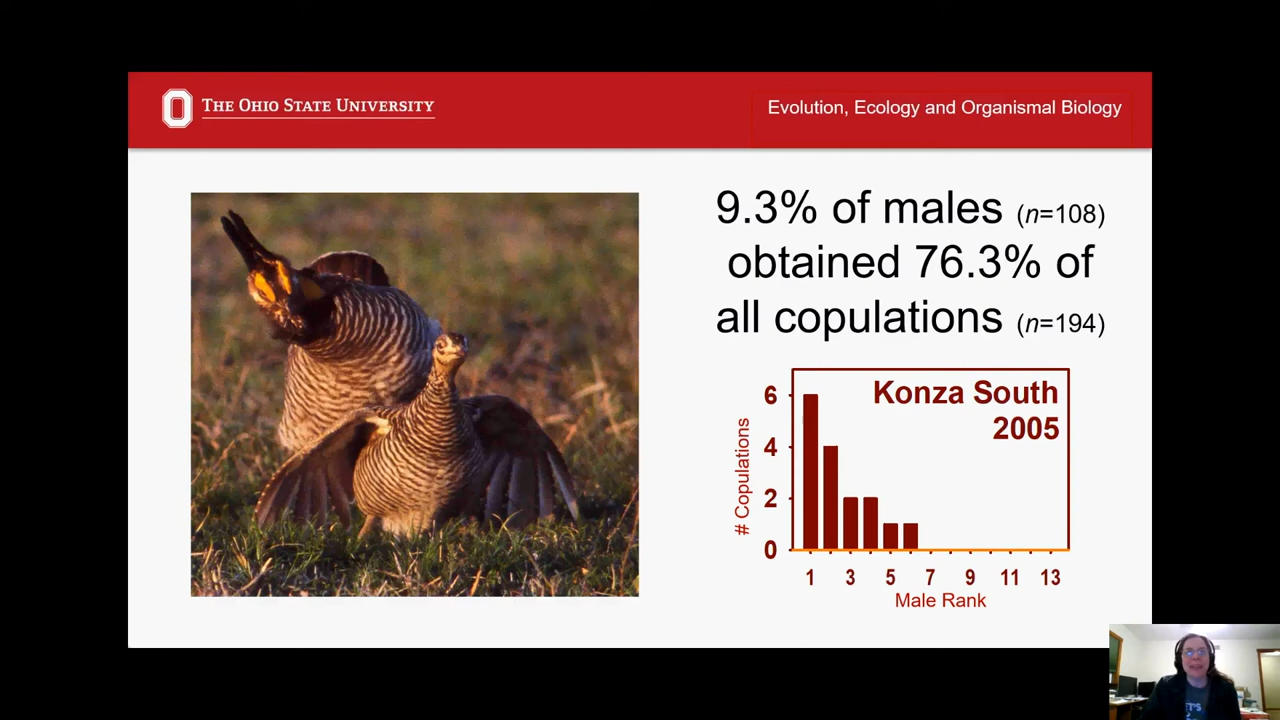 THE OHIO STATE UNIVERSITY
Evolution, Ecology and Organismal Biology
9.3% of males (n=108)
obtained 76.3% of
all copulations (n=194)
Konza South
2005
# Copulations
6
4
2
0
1 3 5 7 9 11 13
Male Rank